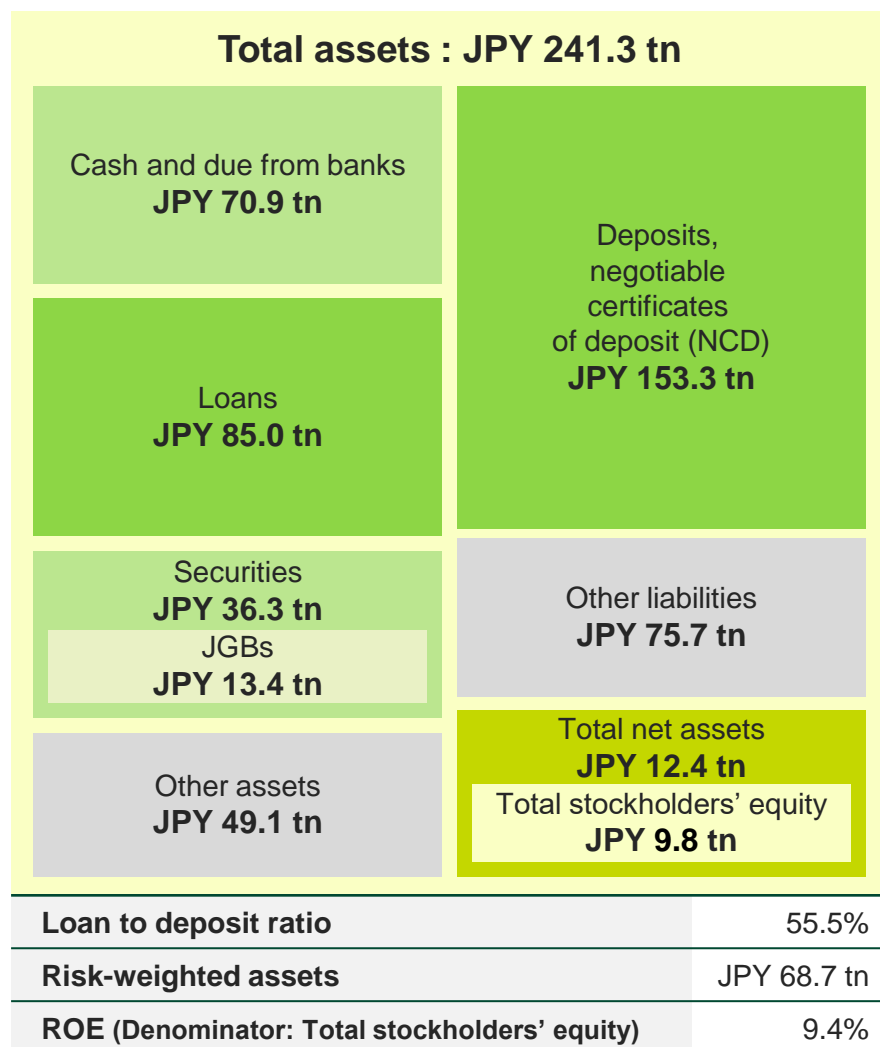 Total assets : JPY 241.3 tn
Cash and due from banks
JPY 70.9 tn
Loans
JPY 85.0 tn
Securities
JPY 36.3 tn
JGBs
JPY 13.4 tn
Other assets
JPY 49.1 tn
Deposits,
negotiable
certificates
of deposit (NCD)
JPY 153.3 tn
Other liabilities
JPY 75.7 tn
Total net assets
JPY 12.4 tn
Total stockholders’ equity
JPY 9.8 tn
Loan to deposit ratio 55.5%
Risk-weighted assets JPY 68.7 tn
ROE (Denominator: Total stockholders’ equity) 9.4%